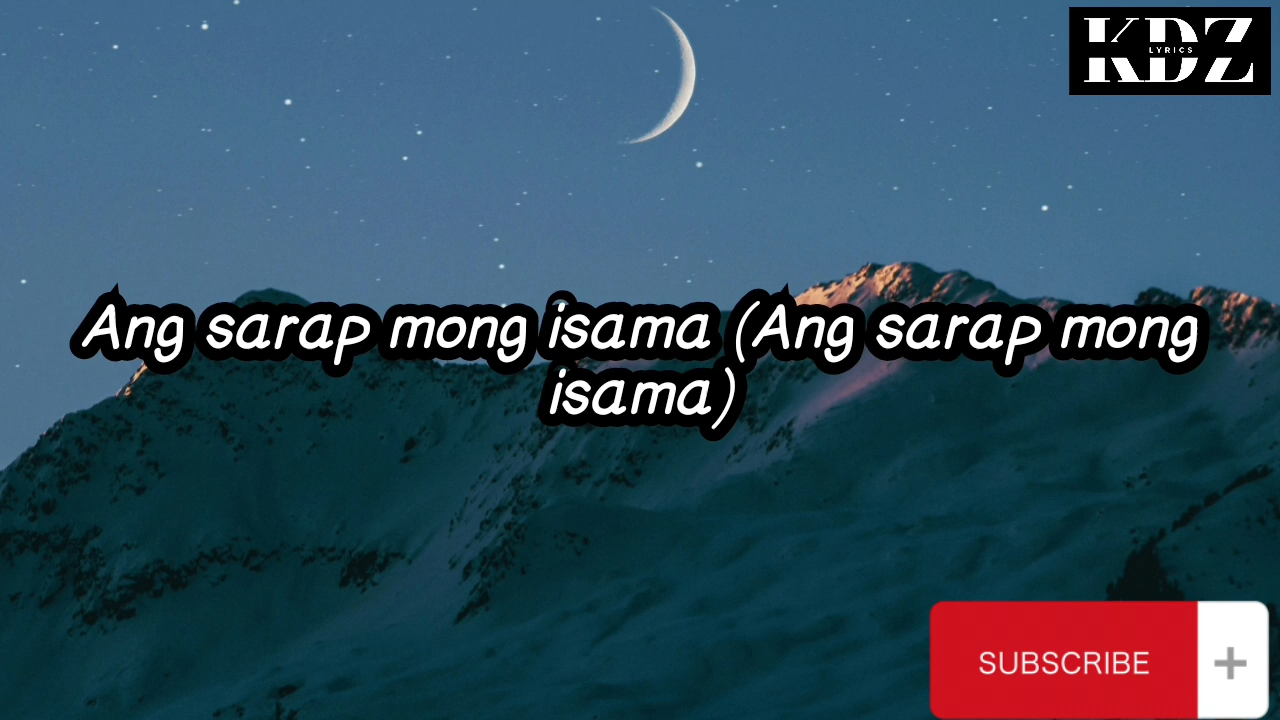 KDZ
LYRICS
Ang sarap mong isama (Ang sarap mong
isama)
SUBSCRIBE +